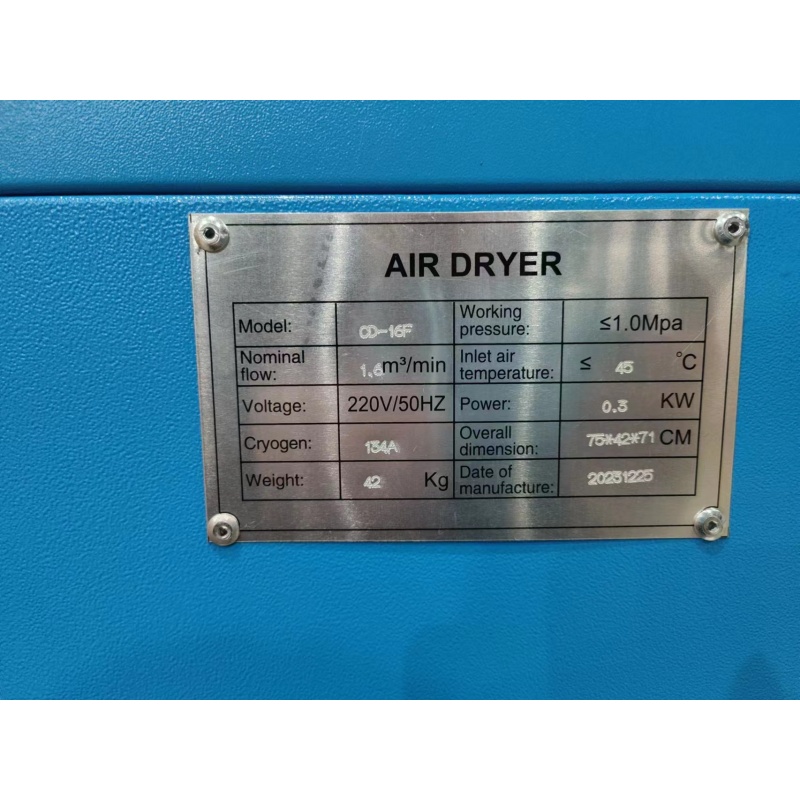 AIR DRYER
Model: CD-16F Working pressure: ≤1.0Mpa
Nominal flow: 1.6m³/min Inlet air temperature: ≤ 45 °C
Voltage: 220V/50HZ Power: 0.3 KW
Cryogen: 134A Overall dimension: 75*42*71 CM
Weight: 42 Kg Date of manufacture: 20231225